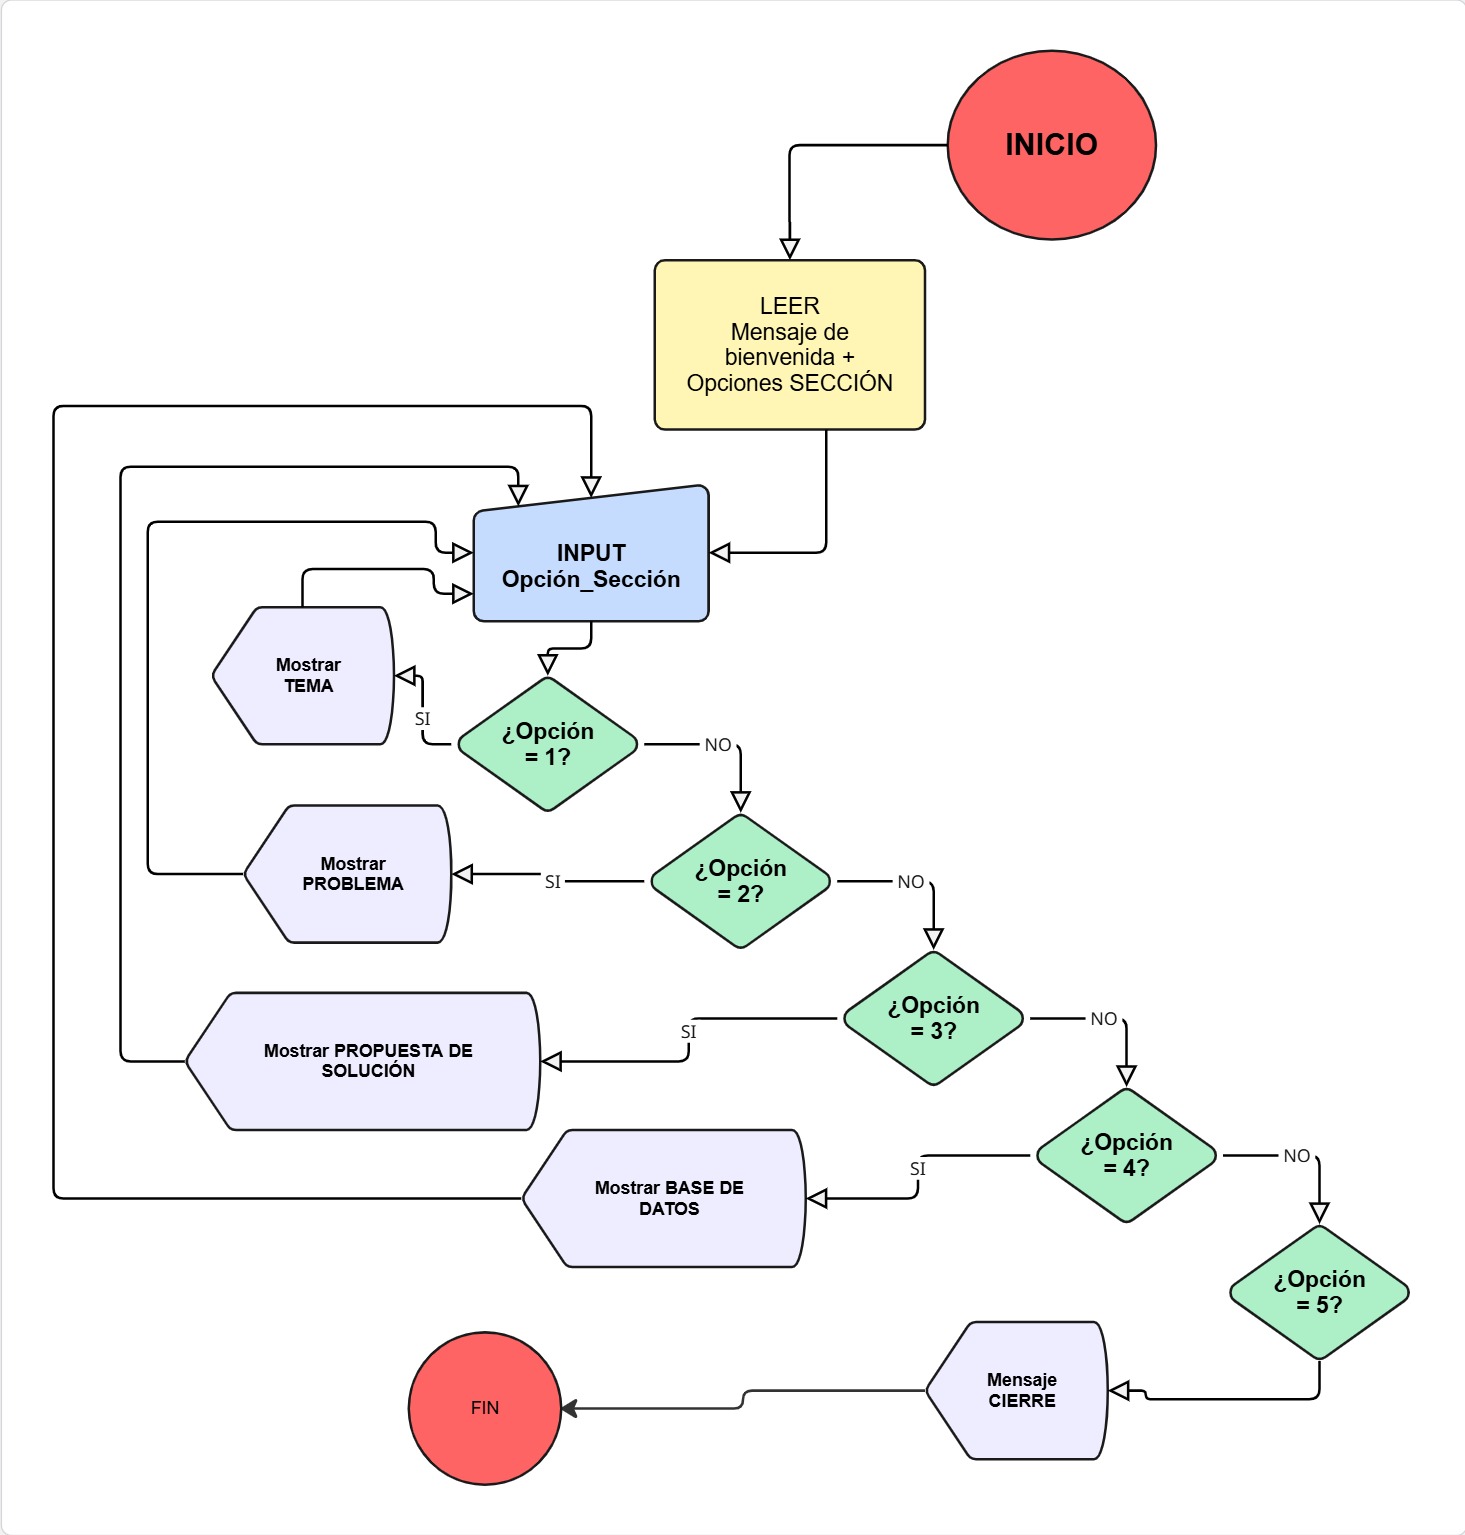 INICIO
LEER
Mensaje de
bienvenida +
Opciones SECCIÓN
INPUT
Opción_Sección
Mostrar
TEMA
SI
¿Opción
= 1?
NO
Mostrar
PROBLEMA
SI
¿Opción
= 2?
NO
Mostrar PROPUESTA DE
SOLUCIÓN
SI
¿Opción
= 3?
NO
Mostrar BASE DE
DATOS
SI
¿Opción
= 4?
NO
¿Opción
= 5?
Mensaje
CIERRE
FIN